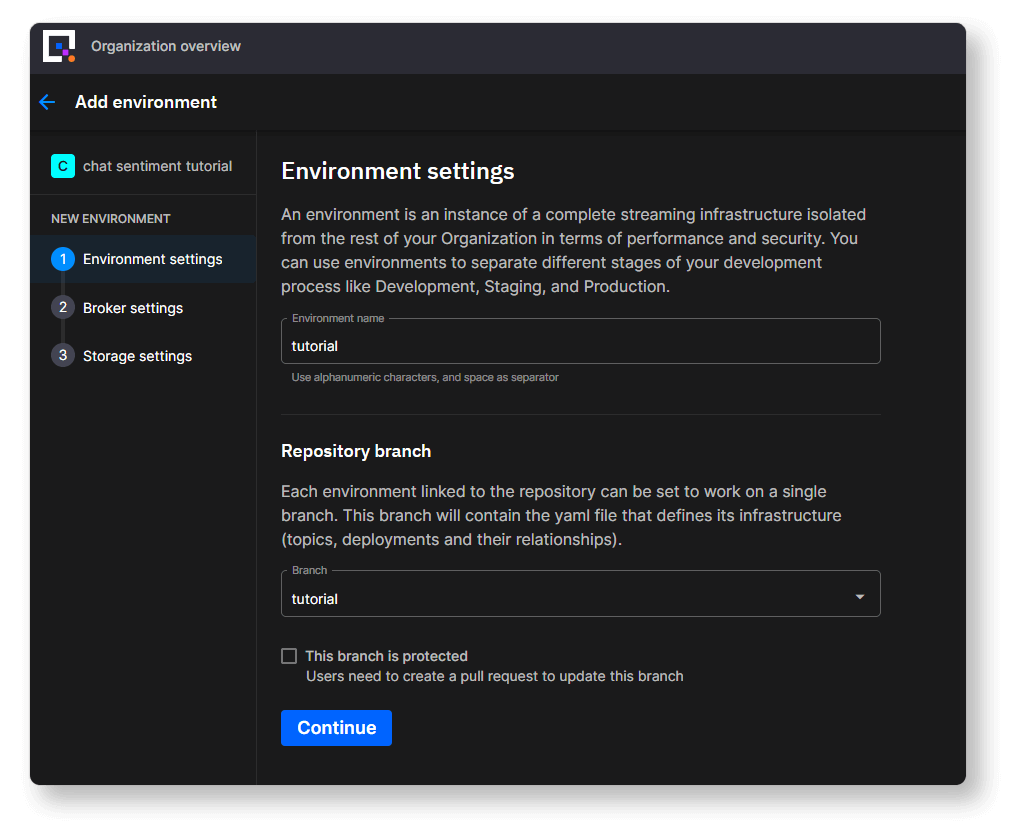 Organization overview
Add environment
C chat sentiment tutorial
NEW ENVIRONMENT
1 Environment settings
2 Broker settings
3 Storage settings
Environment settings
An environment is an instance of a complete streaming infrastructure isolated
from the rest of your Organization in terms of performance and security. You
can use environments to separate different stages of your development
process like Development, Staging, and Production.
Environment name
tutorial
Use alphanumeric characters, and space as separator
Repository branch
Each environment linked to the repository can be set to work on a single
branch. This branch will contain the yaml file that defines its infrastructure
(topics, deployments and their relationships).
Branch
tutorial
This branch is protected
Users need to create a pull request to update this branch
Continue